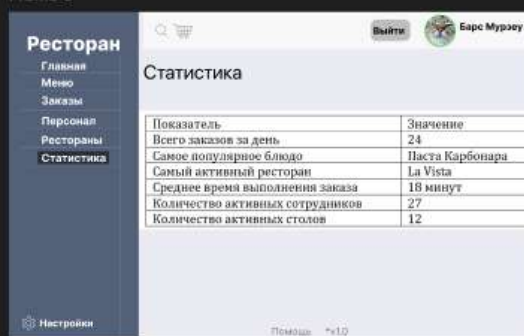 Ресторан
Главная
Меню
Заказы
Персонал
Рестораны
Статистика
Настройки
Выйти
Барс Мурзеу
Статистика
Показатель Значение
Всего заказов за день 24
Самое популярное блюдо Паста Карбонара
Самый активный ресторан La Vista
Среднее время выполнения заказа 18 минут
Количество активных сотрудников 27
Количество активных столов 12
Помощь *v1.0